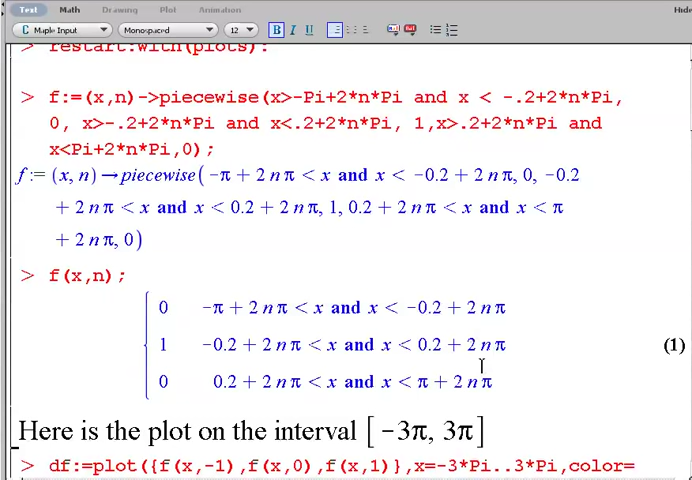 Text Math Drawing Plot Animation Hide
C Maple Input Monospaced 12 B I U
restart:with(plots):
> f:=(x,n)->piecewise(x>-Pi+2*n*Pi and x < -.2+2*n*Pi,
0, x>-.2+2*n*Pi and x<.2+2*n*Pi, 1,x>.2+2*n*Pi and
x<Pi+2*n*Pi,0);
f := (x, n) → piecewise(-π + 2 n π < x and x < -0.2 + 2 n π, 0, -0.2
+ 2 n π < x and x < 0.2 + 2 n π, 1, 0.2 + 2 n π < x and x < π
+ 2 n π, 0)
> f(x,n);
0 -π + 2 n π < x and x < -0.2 + 2 n π
1 -0.2 + 2 n π < x and x < 0.2 + 2 n π (1)
0 0.2 + 2 n π < x and x < π + 2 n π
Here is the plot on the interval [-3π, 3π]
> df:=plot({f(x,-1),f(x,0),f(x,1)},x=-3*Pi..3*Pi,color=